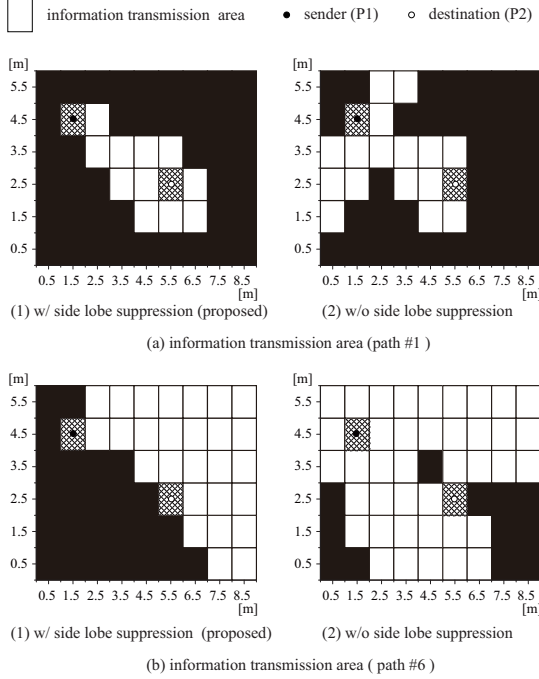 information transmission area sender (P1) destination (P2)
[m] [m]
5.5 5.5
4.5 4.5
3.5 3.5
2.5 2.5
1.5 1.5
0.5 0.5
0.5 1.5 2.5 3.5 4.5 5.5 6.5 7.5 8.5 0.5 1.5 2.5 3.5 4.5 5.5 6.5 7.5 8.5
[m] [m]
(1) w/ side lobe suppression (proposed) (2) w/o side lobe suppression
(a) information transmission area (path #1 )
[m] [m]
5.5 5.5
4.5 4.5
3.5 3.5
2.5 2.5
1.5 1.5
0.5 0.5
0.5 1.5 2.5 3.5 4.5 5.5 6.5 7.5 8.5 0.5 1.5 2.5 3.5 4.5 5.5 6.5 7.5 8.5
[m] [m]
(1) w/ side lobe suppression (proposed) (2) w/o side lobe suppression
(b) information transmission area ( path #6 )